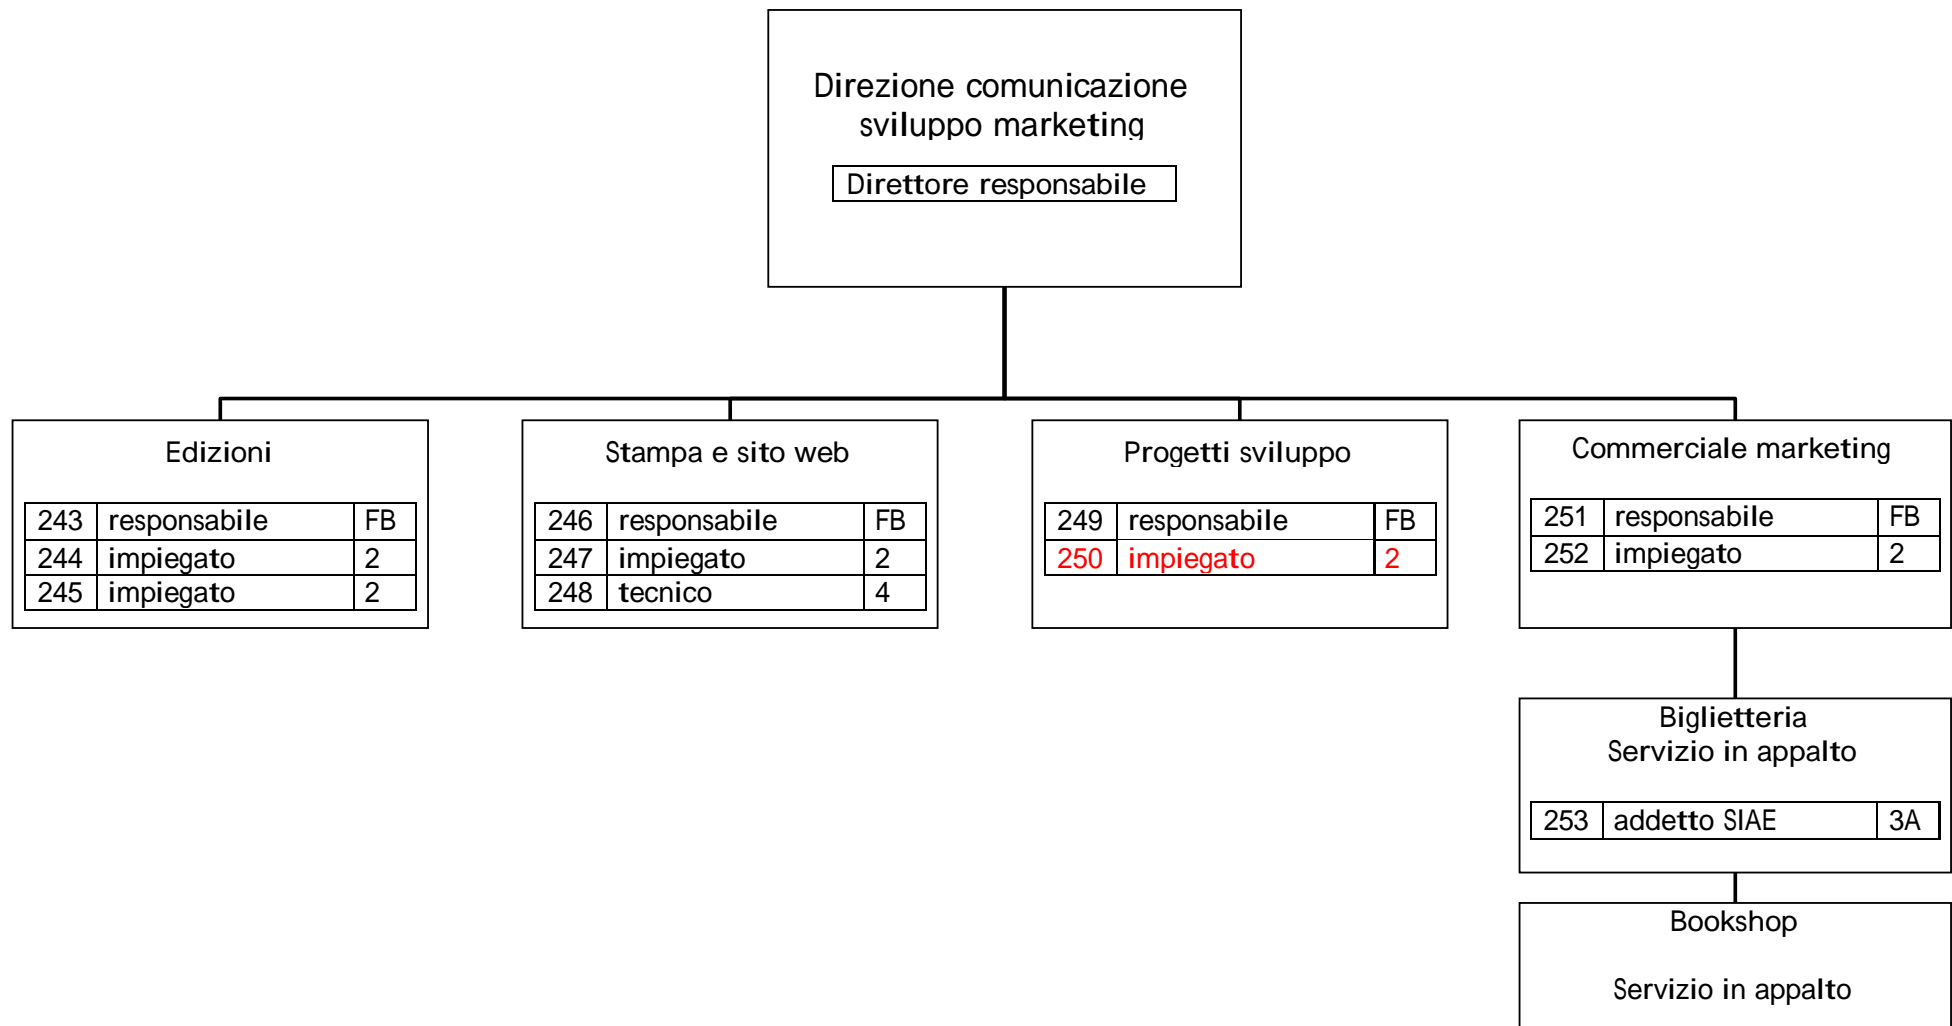 Direzione comunicazione
sviluppo marketing
Direttore responsabile
Edizioni
243 responsabile FB
244 impiegato 2
245 impiegato 2
Stampa e sito web
246 responsabile FB
247 impiegato 2
248 tecnico 4
Progetti sviluppo
249 responsabile FB
250 impiegato 2
Commerciale marketing
251 responsabile FB
252 impiegato 2
Biglietteria
Servizio in appalto
253 addetto SIAE 3A
Bookshop
Servizio in appalto